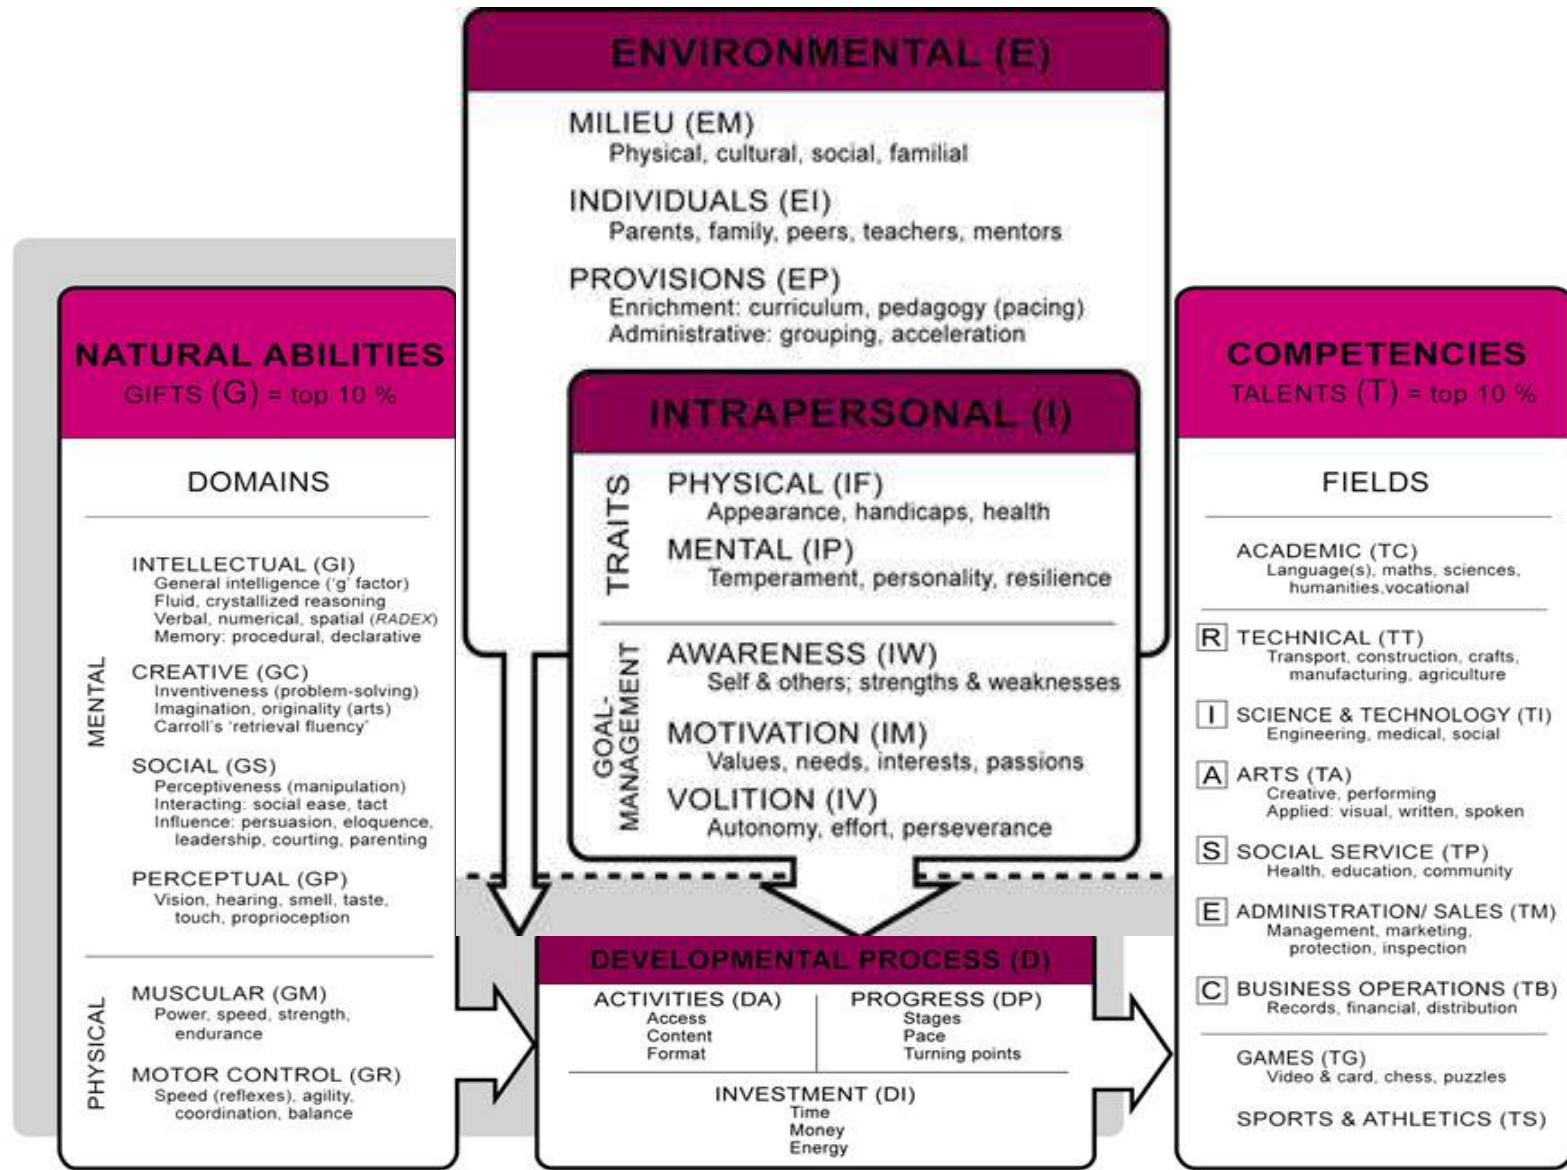 ENVIRONMENTAL (E)
MILIEU (EM)
Physical, cultural, social, familial
INDIVIDUALS (EI)
Parents, family, peers, teachers, mentors
PROVISIONS (EP)
Enrichment: curriculum, pedagogy (pacing)
Administrative: grouping, acceleration
NATURAL ABILITIES
GIFTS (G) = top 10 %
DOMAINS
MENTAL
INTELLECTUAL (GI)
General intelligence (‘g’ factor)
Fluid, crystallized reasoning
Verbal, numerical, spatial (RADEX)
Memory: procedural, declarative
CREATIVE (GC)
Inventiveness (problem-solving)
Imagination, originality (arts)
Carroll’s ‘retrieval fluency’
SOCIAL (GS)
Perceptiveness (manipulation)
Interacting: social ease, tact
Influence: persuasion, eloquence,
leadership, courting, parenting
PERCEPTUAL (GP)
Vision, hearing, smell, taste,
touch, proprioception
PHYSICAL
MUSCULAR (GM)
Power, speed, strength,
endurance
MOTOR CONTROL (GR)
Speed (reflexes), agility,
coordination, balance
INTRAPERSONAL (I)
TRAITS
PHYSICAL (IF)
Appearance, handicaps, health
MENTAL (IP)
Temperament, personality, resilience
GOAL-
MANAGEMENT
AWARENESS (IW)
Self & others; strengths & weaknesses
MOTIVATION (IM)
Values, needs, interests, passions
VOLITION (IV)
Autonomy, effort, perseverance
DEVELOPMENTAL PROCESS (D)
ACTIVITIES (DA)
Access
Content
Format
PROGRESS (DP)
Stages
Pace
Turning points
INVESTMENT (DI)
Time
Money
Energy
COMPETENCIES
TALENTS (T) = top 10 %
FIELDS
ACADEMIC (TC)
Language(s), maths, sciences,
humanities,vocational
R TECHNICAL (TT)
Transport, construction, crafts,
manufacturing, agriculture
I SCIENCE & TECHNOLOGY (TI)
Engineering, medical, social
A ARTS (TA)
Creative, performing
Applied: visual, written, spoken
S SOCIAL SERVICE (TP)
Health, education, community
E ADMINISTRATION/ SALES (TM)
Management, marketing,
protection, inspection
C BUSINESS OPERATIONS (TB)
Records, financial, distribution
GAMES (TG)
Video & card, chess, puzzles
SPORTS & ATHLETICS (TS)